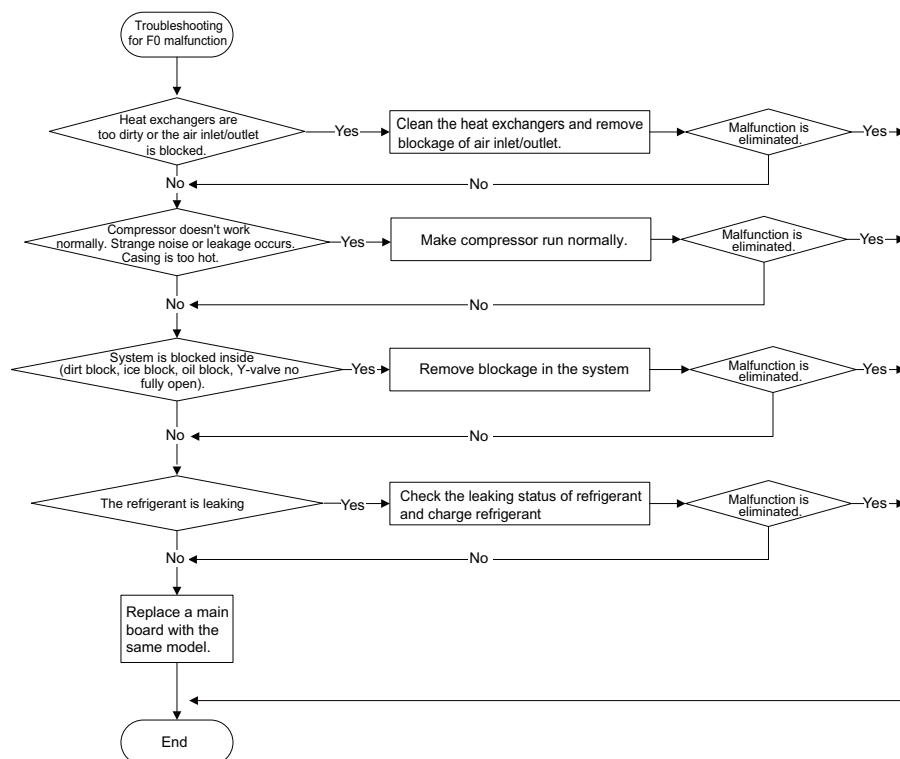 Troubleshooting
for F0 malfunction
Heat exchangers are
too dirty or the air inlet/outlet
is blocked.
Yes
Clean the heat exchangers and remove
blockage of air inlet/outlet.
Malfunction is
eliminated.
Yes
No
No
Compressor doesn't work
normally. Strange noise or leakage occurs.
Casing is too hot.
Yes
Make compressor run normally.
Malfunction is
eliminated.
Yes
No
No
System is blocked inside
(dirt block, ice block, oil block, Y-valve no
fully open).
Yes
Remove blockage in the system
Malfunction is
eliminated.
Yes
No
No
The refrigerant is leaking
Yes
Check the leaking status of refrigerant
and charge refrigerant
Malfunction is
eliminated.
Yes
No
No
Replace a main
board with the
same model.
End